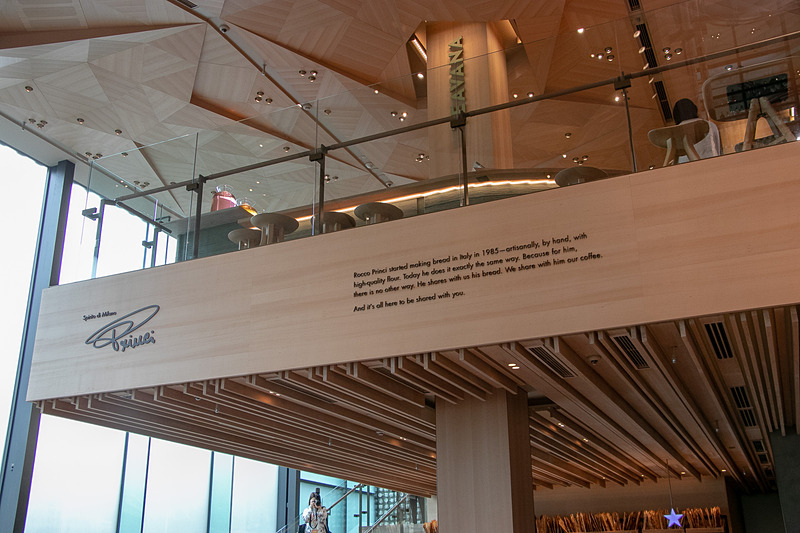 AVANA
Rocco Princi started making bread in Italy in 1985—artisanally, by hand, with
high-quality flour. Today he does it exactly the same way. Because for him,
there is no other way. He shares with us his bread. We share with him our coffee.
And it's all here to be shared with you.
Spirito di Milano
Princi